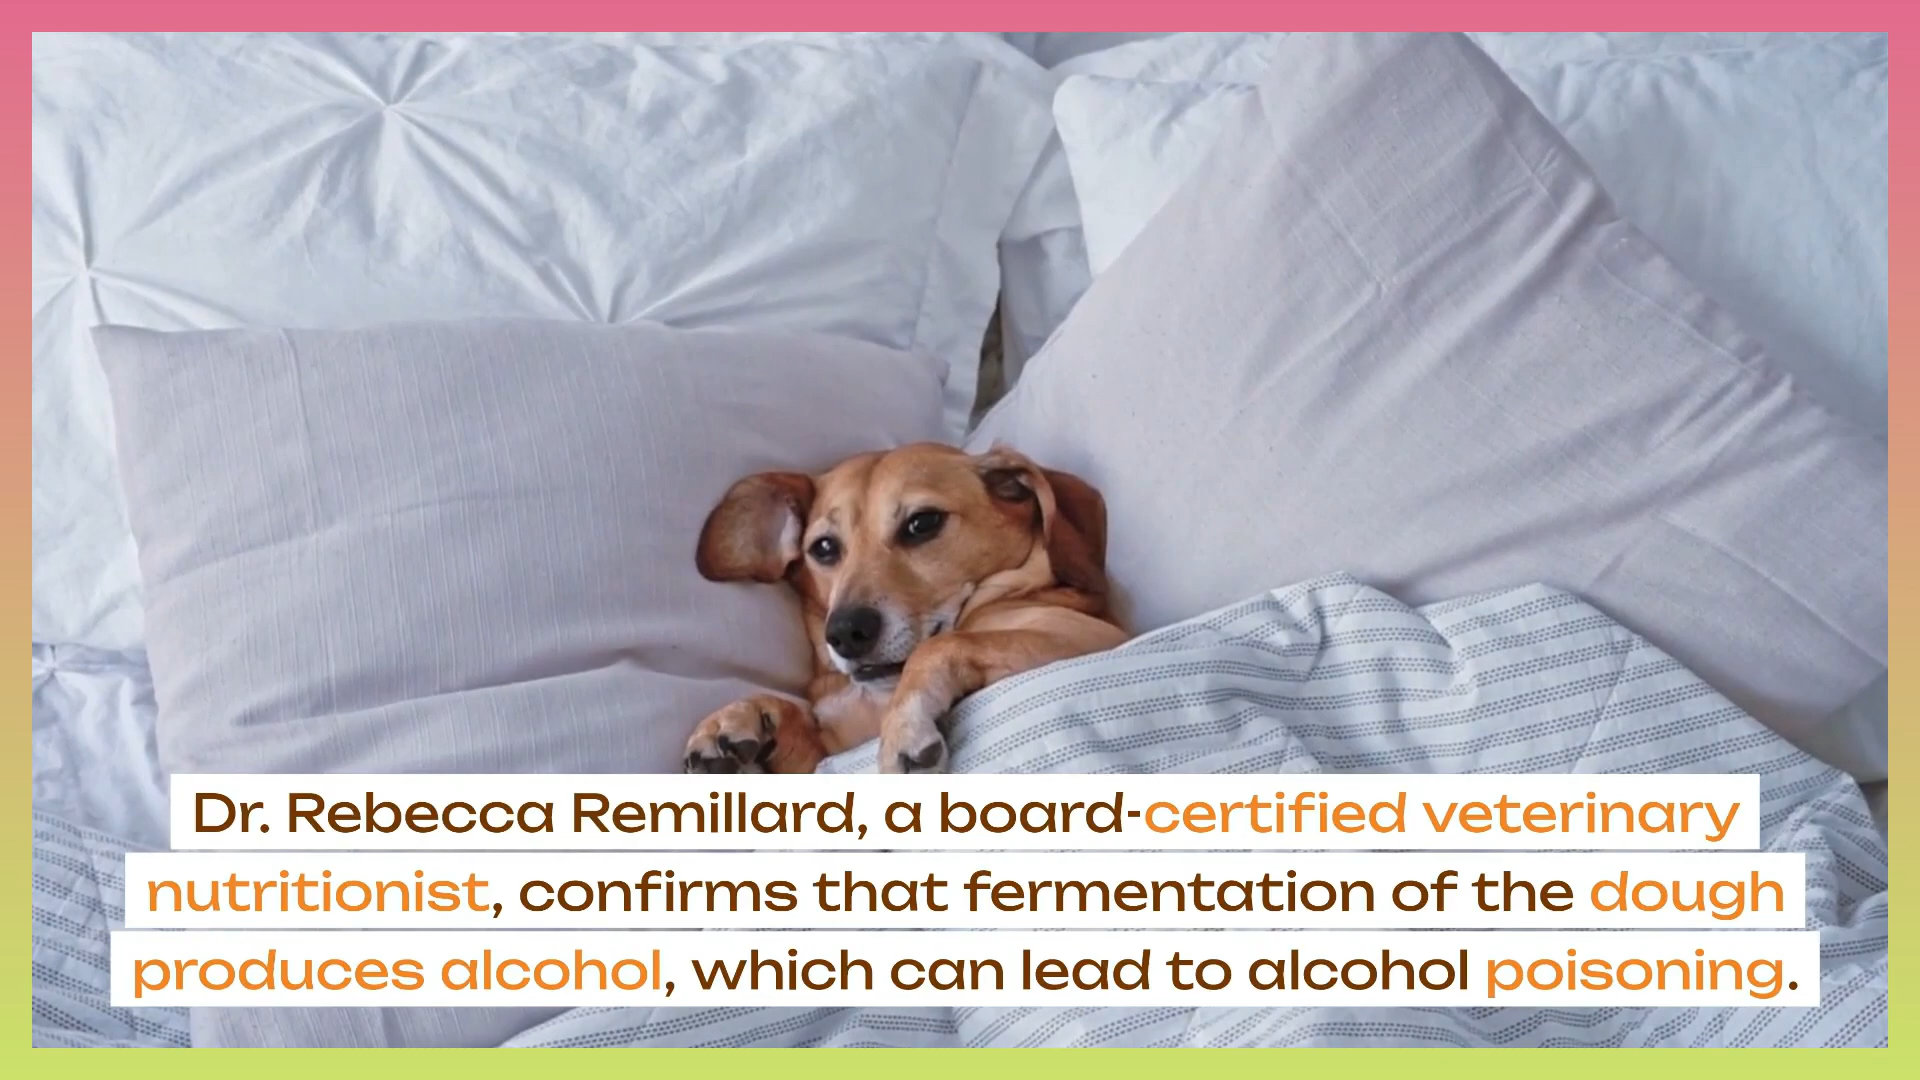 Dr. Rebecca Remillard, a board-certified veterinary
nutritionist, confirms that fermentation of the dough
produces alcohol, which can lead to alcohol poisoning.